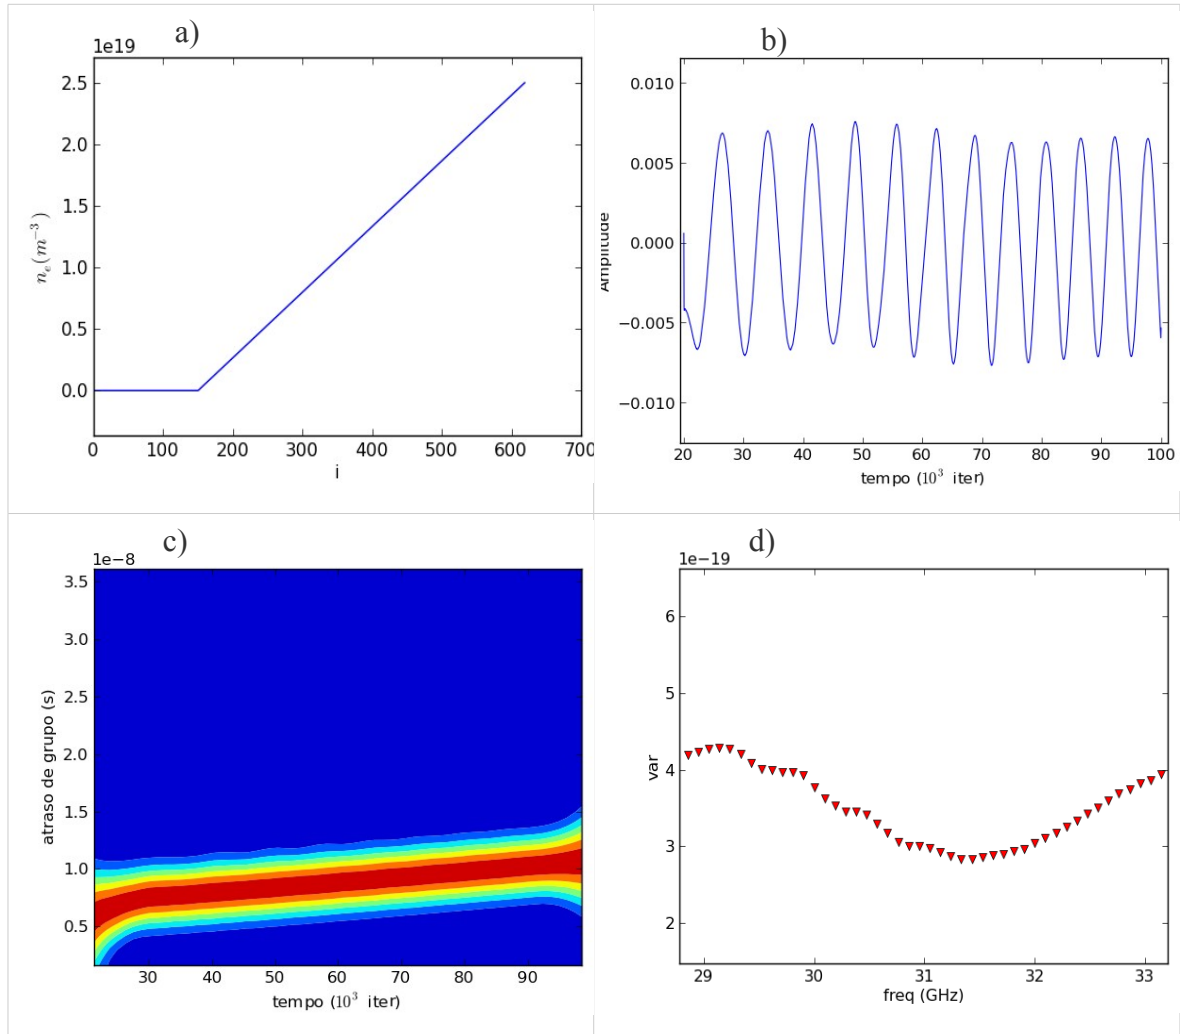 a)
1e19
2.5
2.0
1.5
1.0
0.5
0.0
n_e(m^{-3})
0 100 200 300 400 500 600 700
i
b)
0.010
0.005
0.000
−0.005
−0.010
Amplitude
20 30 40 50 60 70 80 90 100
tempo (10³ iter)
c)
1e−8
3.5
3.0
2.5
2.0
1.5
1.0
0.5
atraso de grupo (s)
30 40 50 60 70 80 90
tempo (10³ iter)
d)
1e−19
6
5
4
3
2
var
29 30 31 32 33
freq (GHz)